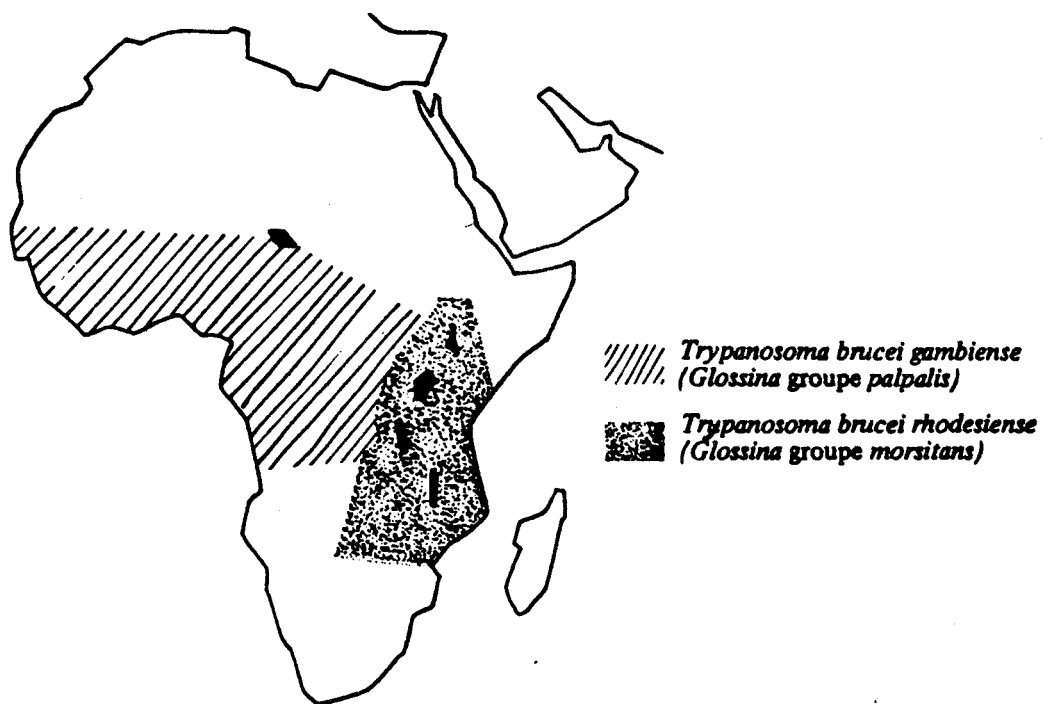 Trypanosoma brucei gambiense
(Glossina groupe palpalis)
Trypanosoma brucei rhodesiense
(Glossina groupe morsitans)